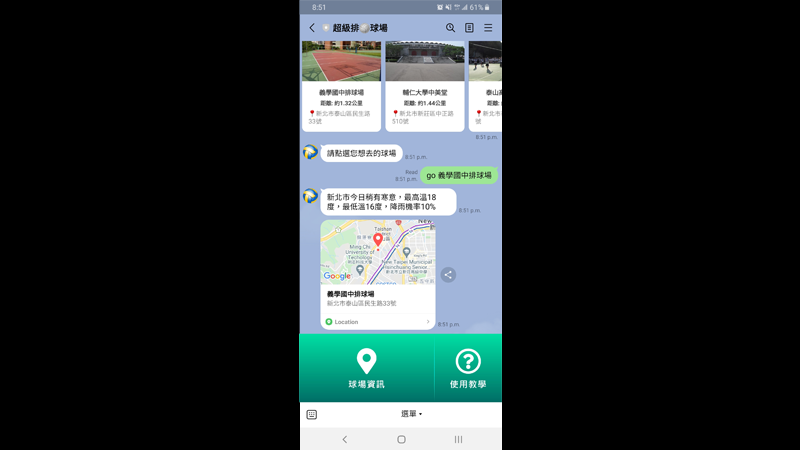 8:51
61%
超級排球場
義學國中排球場
距離: 約1.32公里
新北市泰山區民生路
33號
輔仁大學中美堂
距離: 約1.44公里
新北市新莊區中正路
510號
泰山
距離
新北
號
8:51 p.m.
請點選您想去的球場
8:51 p.m.
Read
8:51 p.m.
go 義學國中排球場
新北市今日稍有寒意，最高溫18
度，最低溫16度，降雨機率10%
8:51 p.m.
Taishan
New
Ming Chi
University of
Technology
New Taipei Municipal
Hsinchuang Senior
Google
義學國中排球場
新北市泰山區民生路33號
Location
8:51 p.m.
球場資訊
使用教學
選單